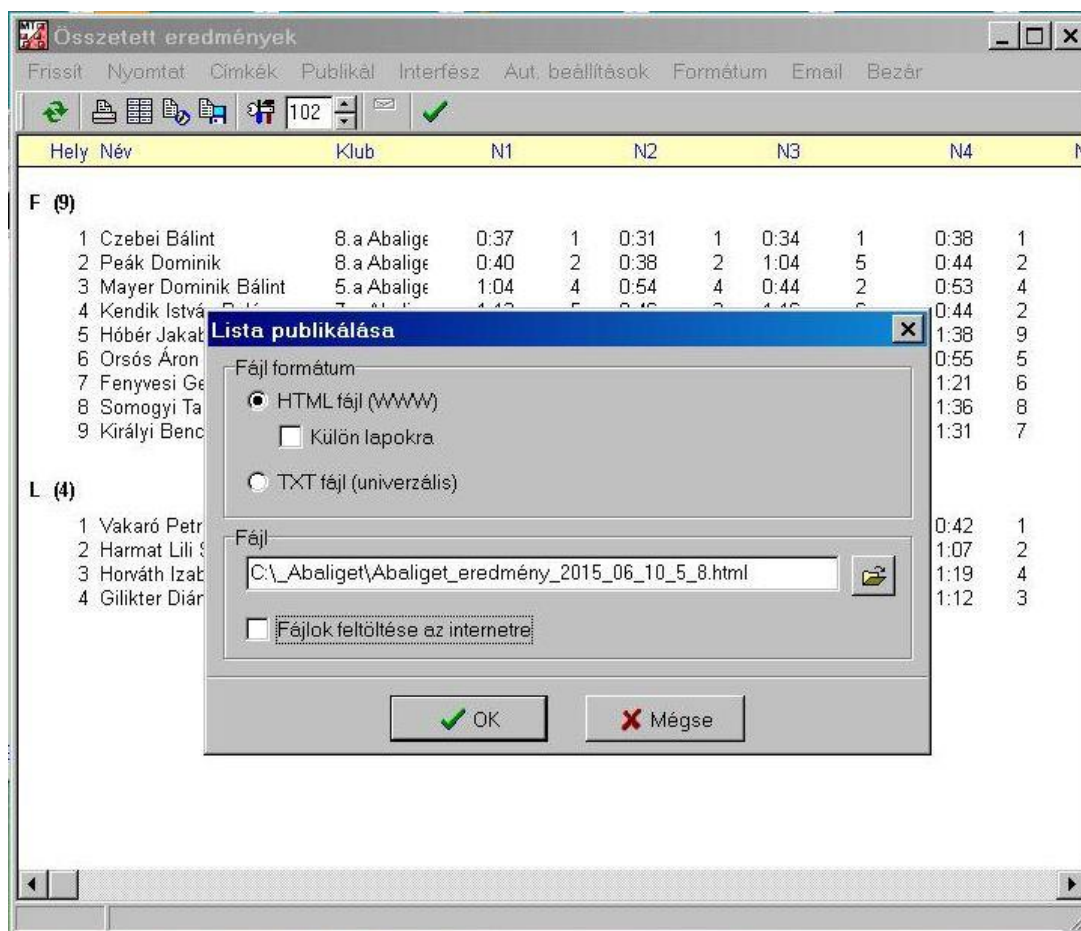 Összetett eredmények
Frissít Nyomtat Címkék Publikál Interfész Aut. beállítások Formátum Email Bezár
102
Hely Név Klub N1 N2 N3 N4
F (9)
1 Czebei Bálint 8.a Abalige 0:37 1 0:31 1 0:34 1 0:38 1
2 Peák Dominik 8.a Abalige 0:40 2 0:38 2 1:04 5 0:44 2
3 Mayer Dominik Bálint 5.a Abalige 1:04 4 0:54 4 0:44 2 0:53 4
4 Kendik 0:44 2
5 Hóbér Jakab 1:38 9
6 Orsós Áron 0:55 5
7 Fenyvesi Ge 1:21 6
8 Somogyi Ta 1:36 8
9 Királyi Benc 1:31 7
L (4)
1 Vakaró Petr 0:42 1
2 Harmat Lili 1:07 2
3 Horváth Izab 1:19 4
4 Gilikter Dián 1:12 3
Lista publikálása
Fájl formátum
HTML fájl (WWW)
Külön lapokra
TXT fájl (univerzális)
Fájl
C:\_Abaliget\Abaliget_eredmény_2015_06_10_5_8.html
Fájlok feltöltése az internetre
OK Mégse